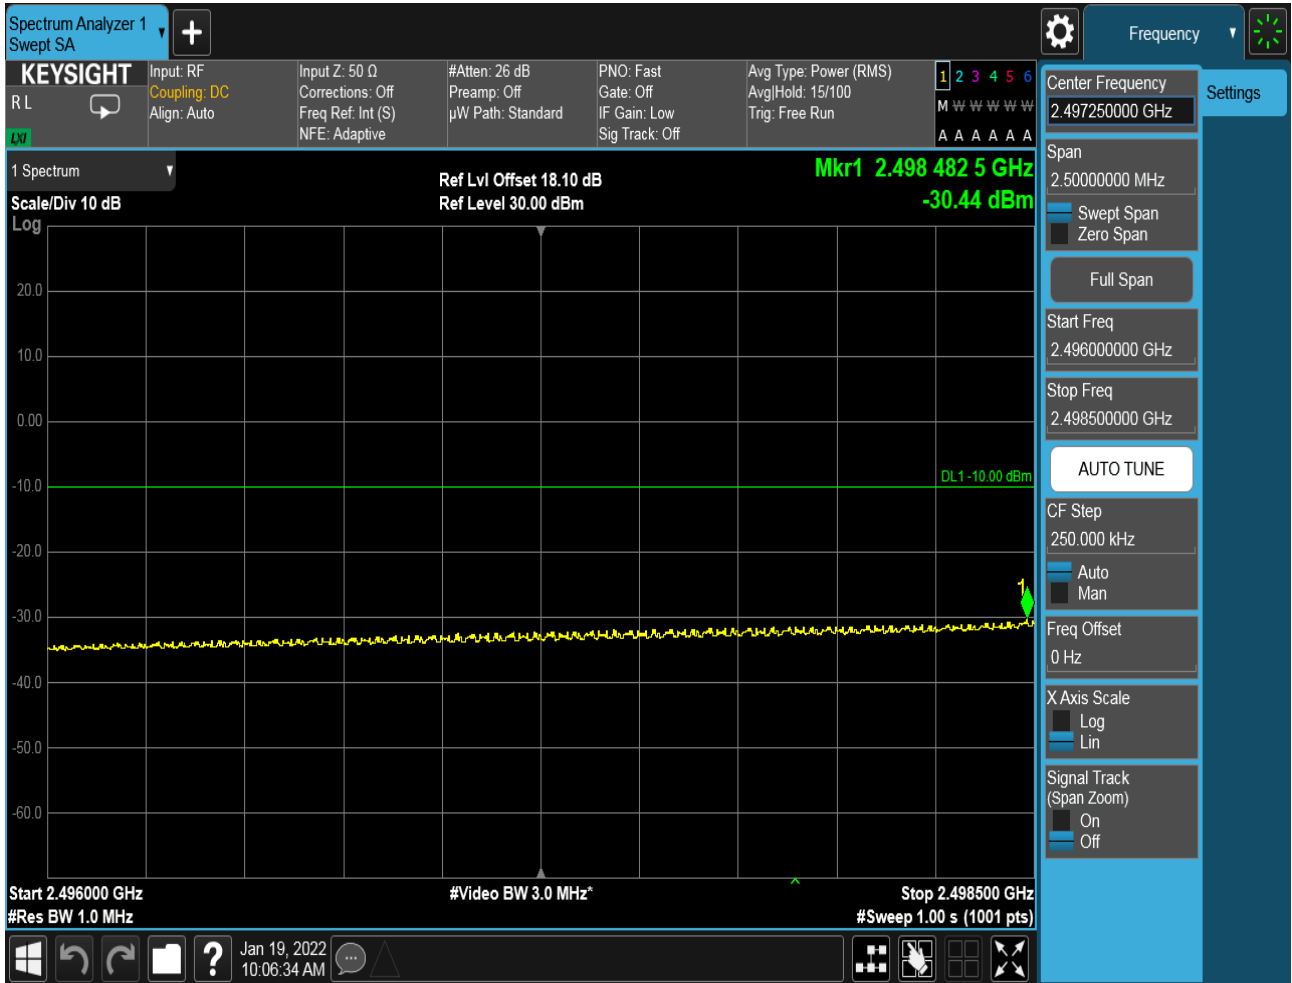 Spectrum Analyzer 1
Swept SA
Frequency
KEYSIGHT
R L
LXI
Input: RF
Coupling: DC
Align: Auto
Input Z: 50 Ω
Corrections: Off
Freq Ref: Int (S)
NFE: Adaptive
#Atten: 26 dB
Preamp: Off
µW Path: Standard
PNO: Fast
Gate: Off
IF Gain: Low
Sig Track: Off
Avg Type: Power (RMS)
Avg|Hold: 15/100
Trig: Free Run
1 2 3 4 5 6
M W W W W W
A A A A A A
1 Spectrum
Scale/Div 10 dB
Log
Ref Lvl Offset 18.10 dB
Ref Level 30.00 dBm
Mkr1 2.498 482 5 GHz
-30.44 dBm
20.0
10.0
0.00
-10.0
-20.0
-30.0
-40.0
-50.0
-60.0
DL1 -10.00 dBm
1
Start 2.496000 GHz
#Res BW 1.0 MHz
#Video BW 3.0 MHz*
Stop 2.498500 GHz
#Sweep 1.00 s (1001 pts)
?
Jan 19, 2022
10:06:34 AM
Center Frequency
2.497250000 GHz
Settings
Span
2.50000000 MHz
Swept Span
Zero Span
Full Span
Start Freq
2.496000000 GHz
Stop Freq
2.498500000 GHz
AUTO TUNE
CF Step
250.000 kHz
Auto
Man
Freq Offset
0 Hz
X Axis Scale
Log
Lin
Signal Track
(Span Zoom)
On
Off